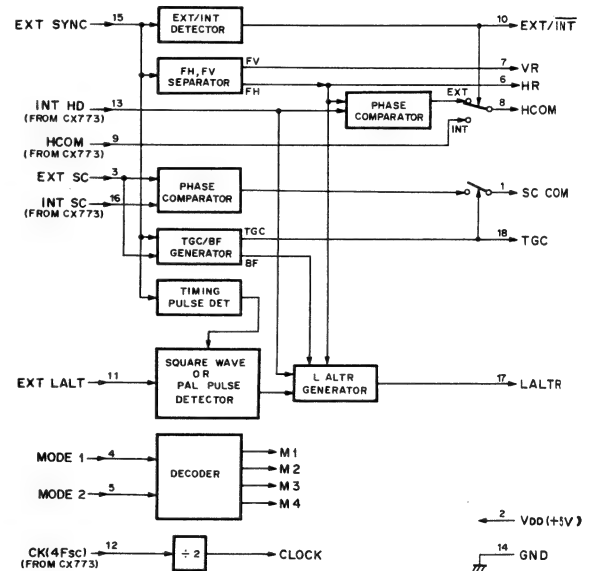 EXT SYNC
15
EXT/INT
DETECTOR
10
EXT/INT
FH, FV
SEPARATOR
FV
FH
7
VR
6
HR
INT HD
(FROM CX773)
13
PHASE
COMPARATOR
EXT
INT
8
HCOM
HCOM
(FROM CX773)
9
EXT SC
3
INT SC
(FROM CX773)
16
PHASE
COMPARATOR
1
SC COM
TGC/BF
GENERATOR
TGC
BF
18
TGC
TIMING
PULSE DET
EXT LALT
11
SQUARE WAVE
OR
PAL PULSE
DETECTOR
L ALTR
GENERATOR
17
LALTR
MODE 1
4
MODE 2
5
DECODER
M1
M2
M3
M4
2
VDD (+5V)
CK(4FSC)
(FROM CX773)
12
÷2
CLOCK
14
GND